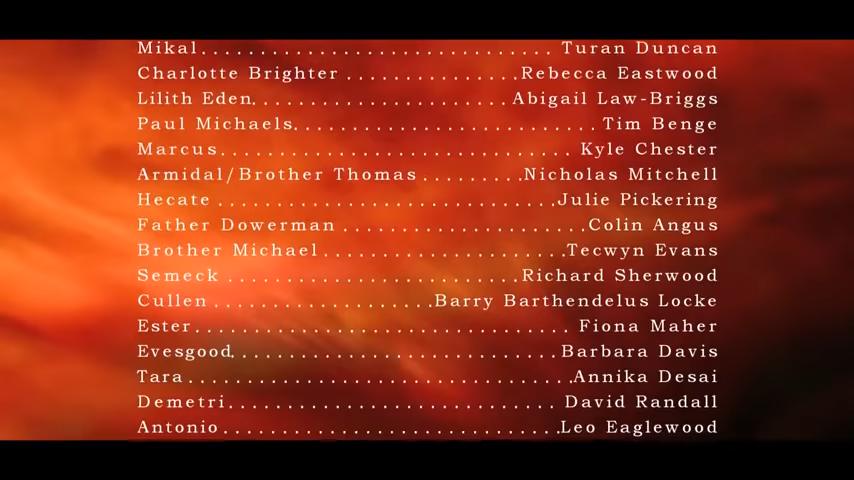 Mikal................................ Turan Duncan
Charlotte Brighter ...............Rebecca Eastwood
Lilith Eden.......................... Abigail Law-Briggs
Paul Michaels............................... Tim Benge
Marcus.................................... Kyle Chester
Armidal/Brother Thomas ..........Nicholas Mitchell
Hecate ...................................Julie Pickering
Father Dowerman .........................Colin Angus
Brother Michael.........................Tecwyn Evans
Semeck ..............................Richard Sherwood
Cullen ......................Barry Barthendelus Locke
Ester...................................... Fiona Maher
Evesgood.................................Barbara Davis
Tara .......................................Annika Desai
Demetri.................................. David Randall
Antonio ..................................Leo Eaglewood